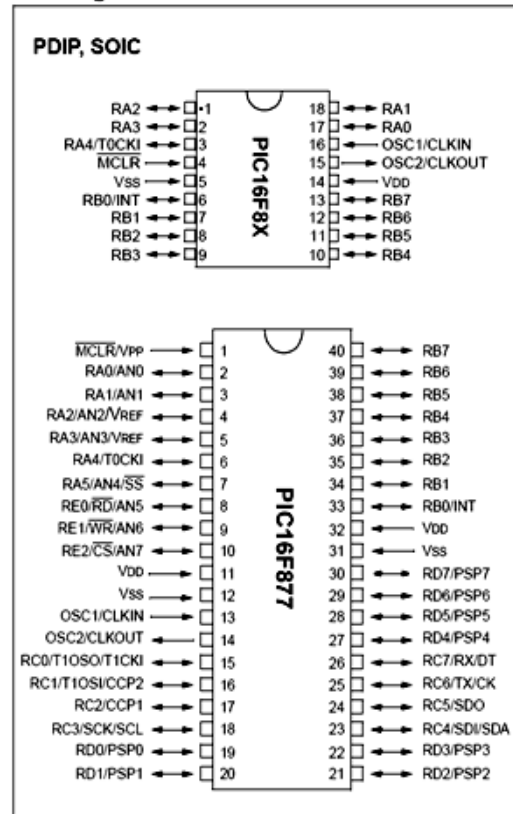 PDIP, SOIC
RA2 1 18 RA1
RA3 2 17 RA0
RA4/T0CKI 3 16 OSC1/CLKIN
MCLR 4 15 OSC2/CLKOUT
VSS 5 14 VDD
RB0/INT 6 13 RB7
RB1 7 12 RB6
RB2 8 11 RB5
RB3 9 10 RB4
PIC16F8X
MCLR/VPP 1 40 RB7
RA0/AN0 2 39 RB6
RA1/AN1 3 38 RB5
RA2/AN2/VREF 4 37 RB4
RA3/AN3/VREF 5 36 RB3
RA4/T0CKI 6 35 RB2
RA5/AN4/SS 7 34 RB1
RE0/RD/AN5 8 33 RB0/INT
RE1/WR/AN6 9 32 VDD
RE2/CS/AN7 10 31 VSS
VDD 11 30 RD7/PSP7
VSS 12 29 RD6/PSP6
OSC1/CLKIN 13 28 RD5/PSP5
OSC2/CLKOUT 14 27 RD4/PSP4
RC0/T1OSO/T1CKI 15 26 RC7/RX/DT
RC1/T1OSI/CCP2 16 25 RC6/TX/CK
RC2/CCP1 17 24 RC5/SDO
RC3/SCK/SCL 18 23 RC4/SDI/SDA
RD0/PSP0 19 22 RD3/PSP3
RD1/PSP1 20 21 RD2/PSP2
PIC16F877